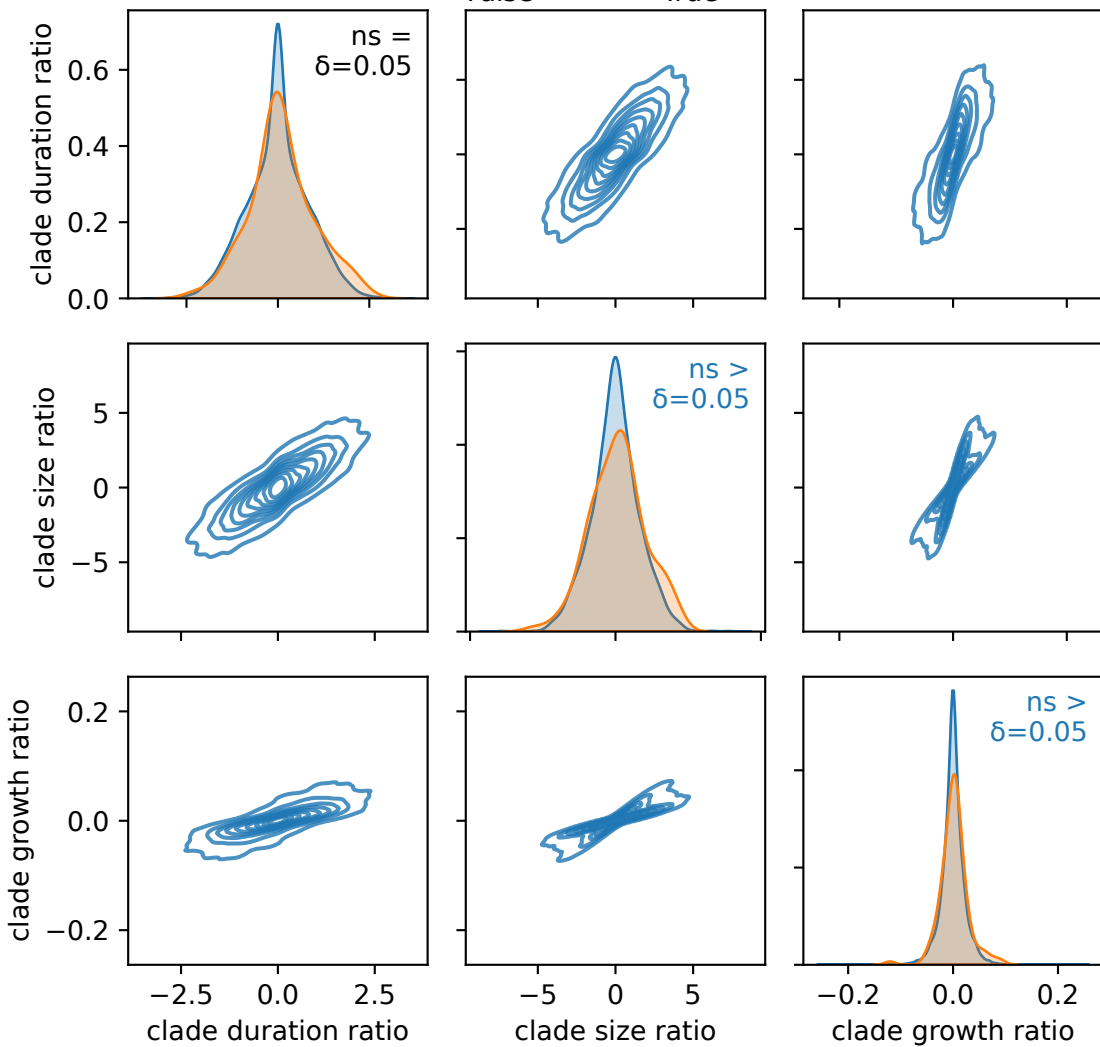 False True
clade duration ratio
0.6
0.4
0.2
0.0
ns =
δ=0.05
clade size ratio
5
0
−5
ns >
δ=0.05
clade growth ratio
0.2
0.0
−0.2
ns >
δ=0.05
−2.5 0.0 2.5
−5 0 5
−0.2 0.0 0.2
clade duration ratio
clade size ratio
clade growth ratio